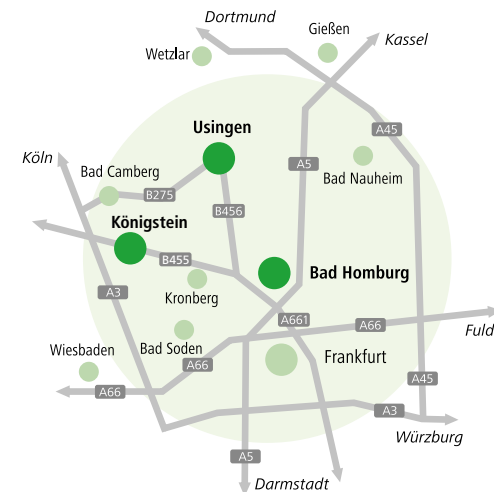 Dortmund
Gießen
Kassel
Wetzlar
Usingen
A45
Köln
A5
Bad Camberg
Bad Nauheim
B275
B456
Königstein
B455
Bad Homburg
A3
Kronberg
A661
A66
Fuld
Wiesbaden
Bad Soden
A66
Frankfurt
A66
A45
A3
Würzburg
A5
Darmstadt